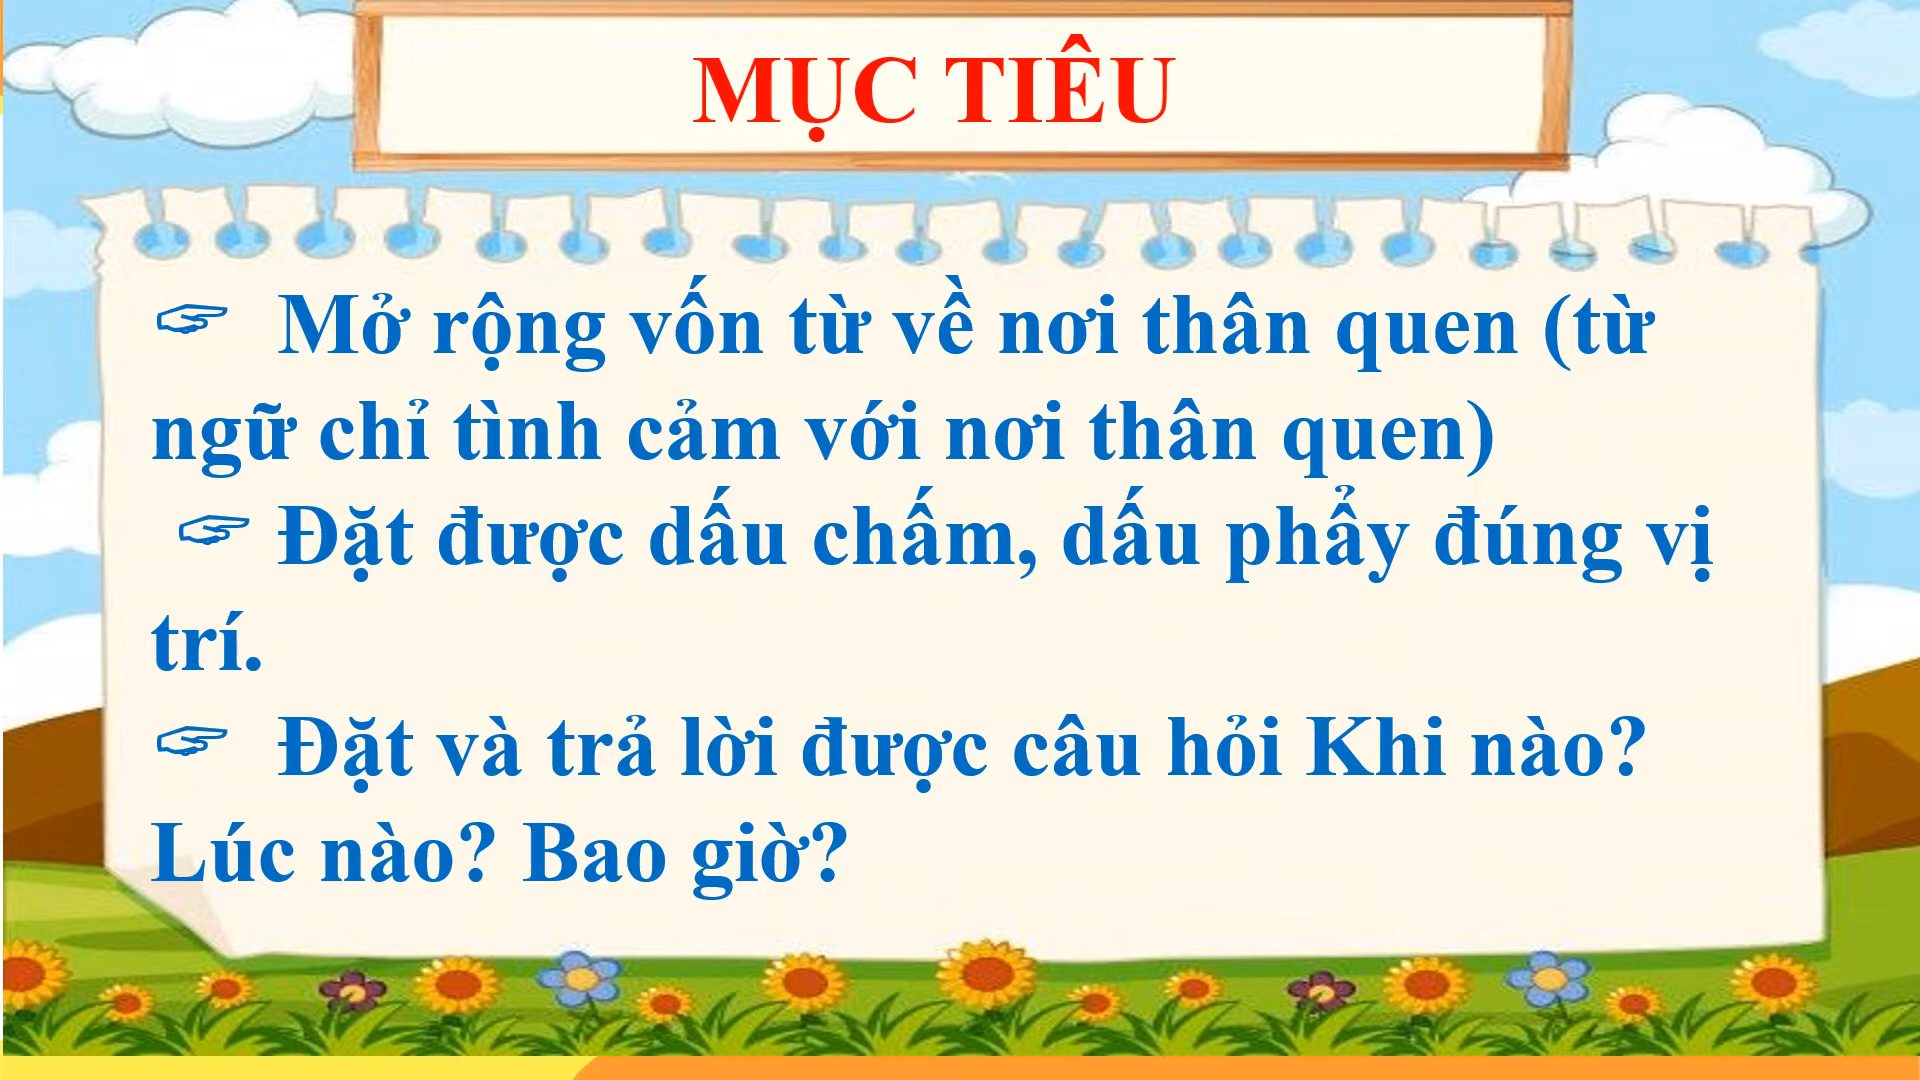 MỤC TIÊU
☞ Mở rộng vốn từ về nơi thân quen (từ
ngữ chỉ tình cảm với nơi thân quen)
☞ Đặt được dấu chấm, dấu phẩy đúng vị
trí.
☞ Đặt và trả lời được câu hỏi Khi nào?
Lúc nào? Bao giờ?